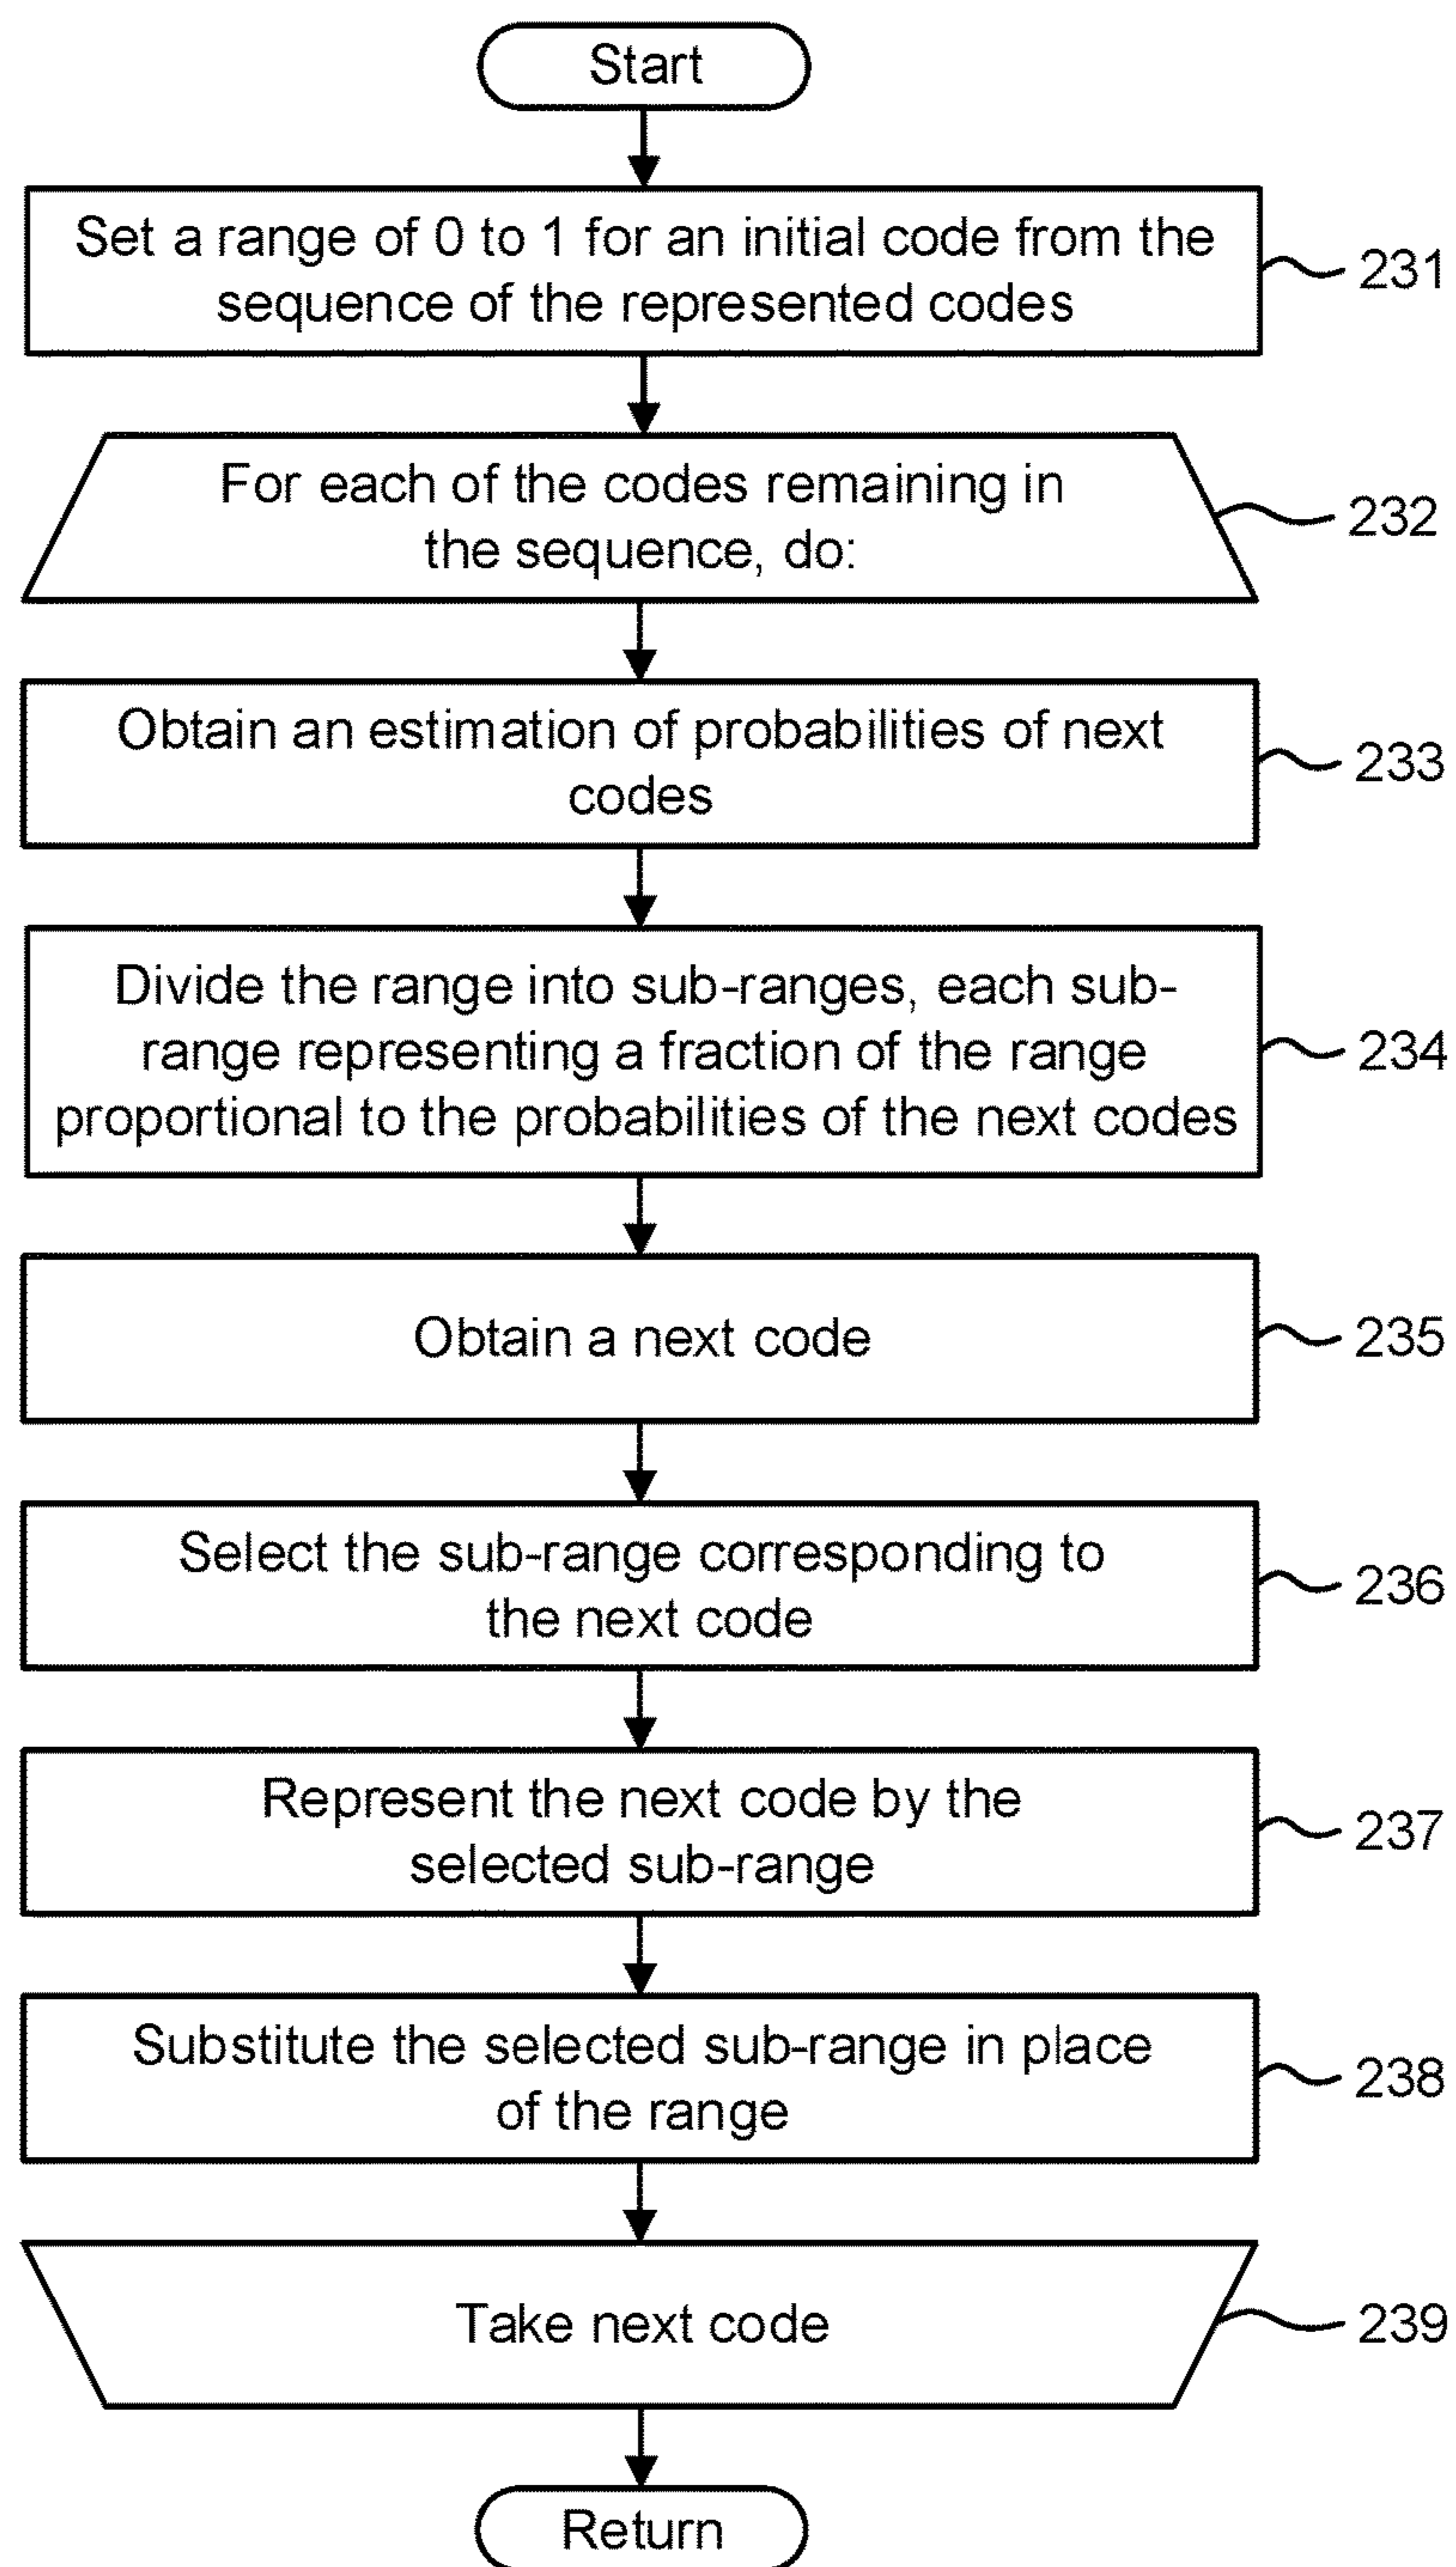 Start
Set a range of 0 to 1 for an initial code from the
sequence of the represented codes
231
For each of the codes remaining in
the sequence, do:
232
Obtain an estimation of probabilities of next
codes
233
Divide the range into sub-ranges, each sub-
range representing a fraction of the range
proportional to the probabilities of the next codes
234
Obtain a next code
235
Select the sub-range corresponding to
the next code
236
Represent the next code by the
selected sub-range
237
Substitute the selected sub-range in place
of the range
238
Take next code
239
Return